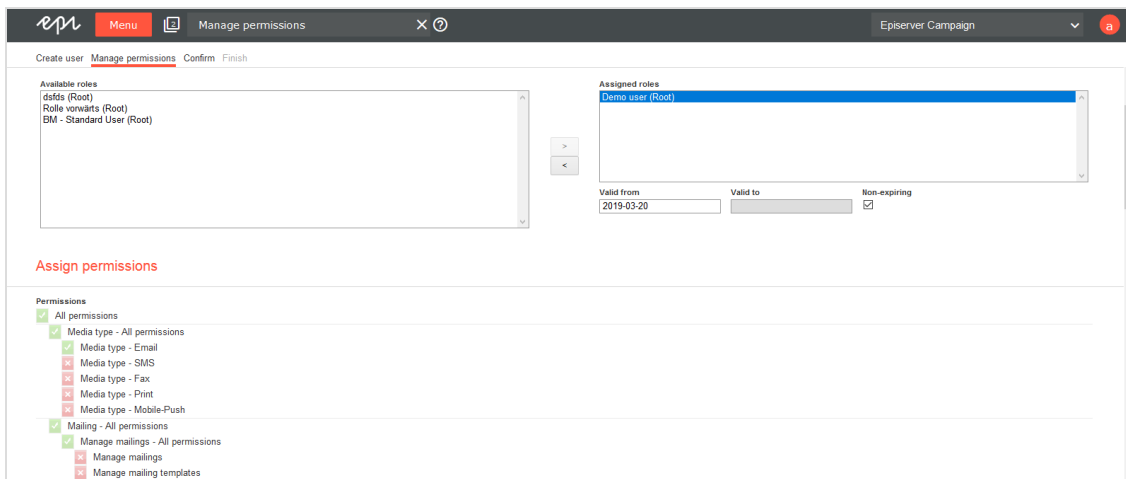 epi Menu 2 Manage permissions Episerver Campaign a
Create user Manage permissions Confirm Finish
Available roles
dsfds (Root)
Rolle vorwärts (Root)
BM - Standard User (Root)
>
<
Assigned roles
Demo user (Root)
Valid from Valid to Non-expiring
2019-03-20
Assign permissions
Permissions
All permissions
Media type - All permissions
Media type - Email
Media type - SMS
Media type - Fax
Media type - Print
Media type - Mobile-Push
Mailing - All permissions
Manage mailings - All permissions
Manage mailings
Manage mailing templates